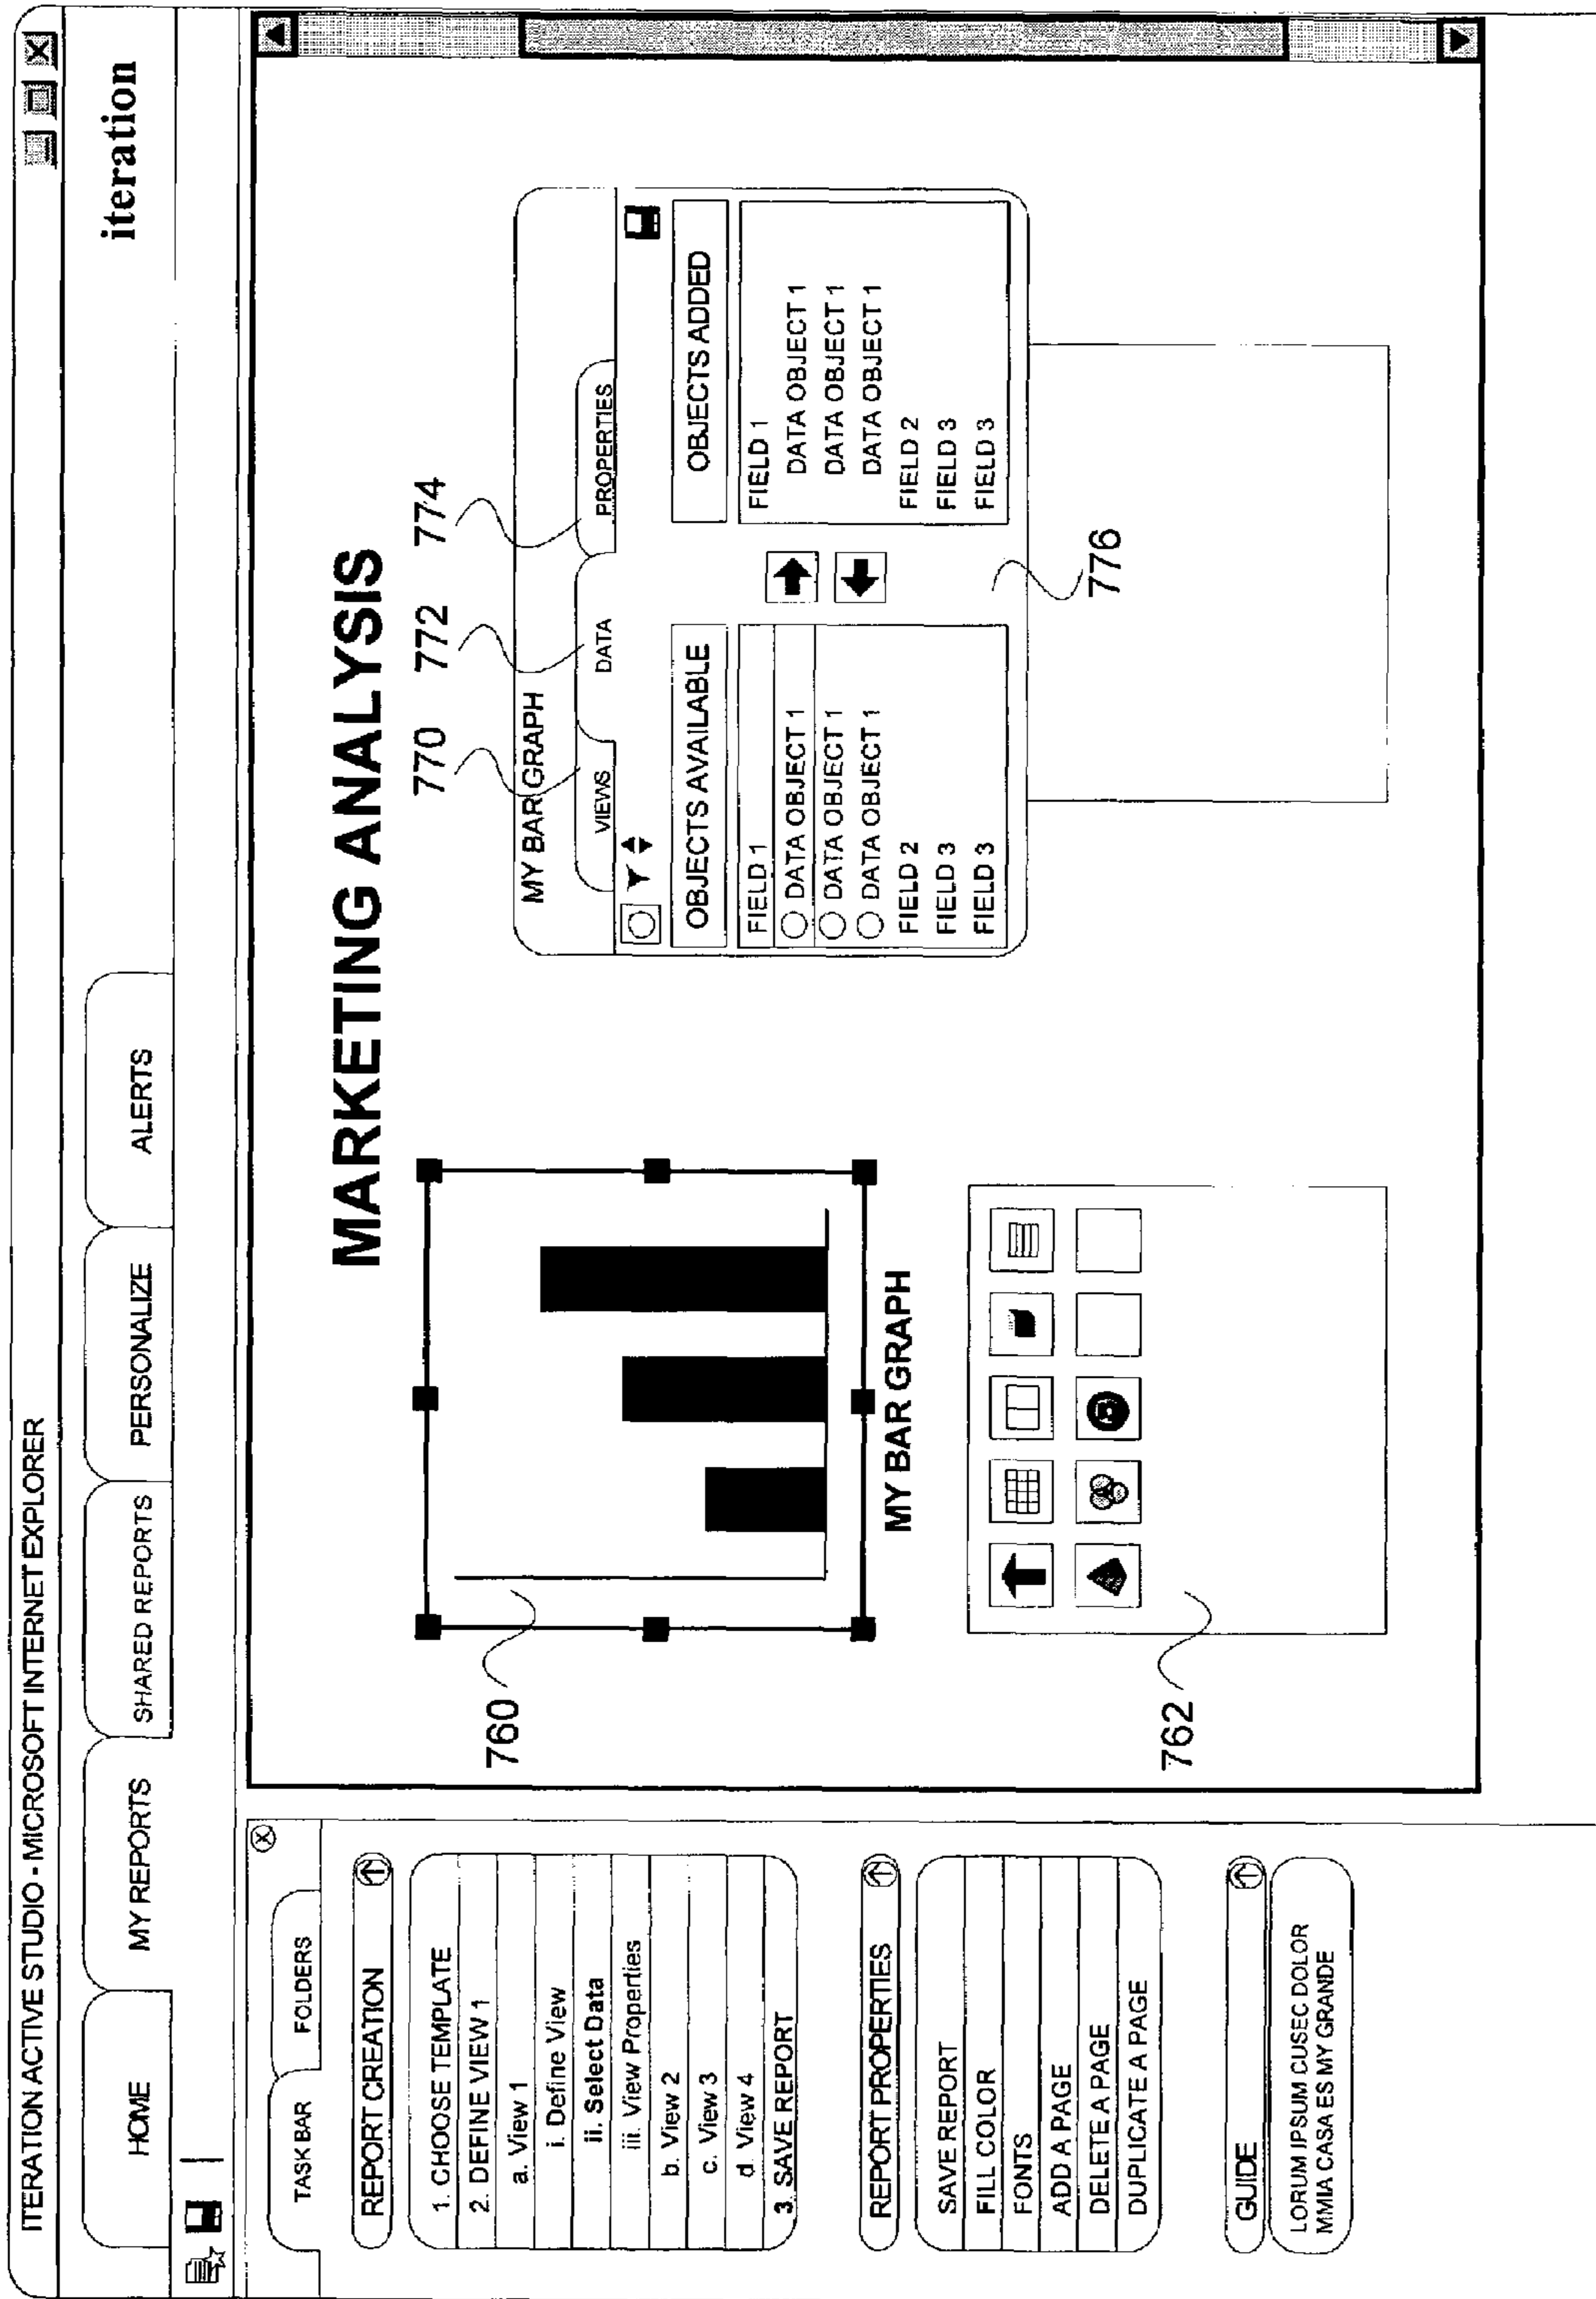 ITERATION ACTIVE STUDIO - MICROSOFT INTERNET EXPLORER
HOME
MY REPORTS
SHARED REPORTS
PERSONALIZE
ALERTS
iteration
TASK BAR
FOLDERS
REPORT CREATION
1. CHOOSE TEMPLATE
2. DEFINE VIEW 1
a. View 1
i. Define View
ii. Select Data
iii. View Properties
b. View 2
c. View 3
d. View 4
3. SAVE REPORT
REPORT PROPERTIES
SAVE REPORT
FILL COLOR
FONTS
ADD A PAGE
DELETE A PAGE
DUPLICATE A PAGE
GUIDE
LORUM IPSUM CUSEC DOLOR
MMIA CASA ES MY GRANDE
MARKETING ANALYSIS
760
MY BAR GRAPH
762
770
772
774
MY BAR GRAPH
VIEWS
DATA
PROPERTIES
OBJECTS AVAILABLE
FIELD 1
DATA OBJECT 1
DATA OBJECT 1
DATA OBJECT 1
FIELD 2
FIELD 3
FIELD 3
OBJECTS ADDED
FIELD 1
DATA OBJECT 1
DATA OBJECT 1
DATA OBJECT 1
FIELD 2
FIELD 3
FIELD 3
776